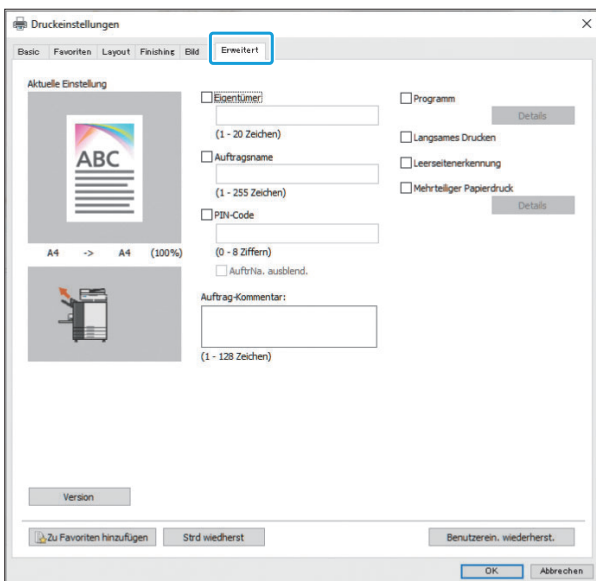 Druckeinstellungen
Basic Favoriten Layout Finishing Bild Erweitert
Aktuelle Einstellung
ABC
A4 -> A4 (100%)
Eigentümer
(1 - 20 Zeichen)
Auftragsname
(1 - 255 Zeichen)
PIN-Code
(0 - 8 Ziffern)
AuftrNa. ausblend.
Auftrag-Kommentar:
(1 - 128 Zeichen)
Programm
Details
Langsames Drucken
Leerseitenerkennung
Mehrteiliger Papierdruck
Details
Version
Zu Favoriten hinzufügen
Strd wiedherst
Benutzerein. wiederherst.
OK
Abbrechen